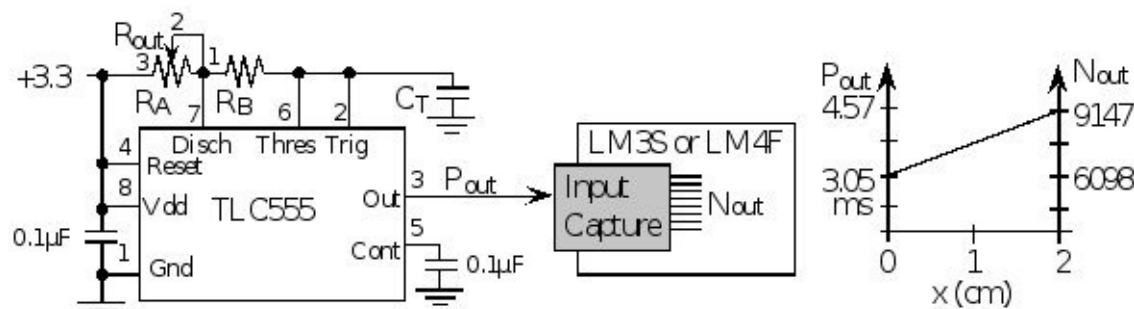 +3.3
Rout
3
2
1
RA
RB
CT
7
6
2
Disch
Thres
Trig
4
Reset
8
Vdd
TLC555
Out
3
Pout
0.1μF
1
Gnd
Cont
5
0.1μF
LM3S or LM4F
Input
Capture
Nout
Pout
4.57
3.05
ms
Nout
9147
6098
0
1
2
x (cm)